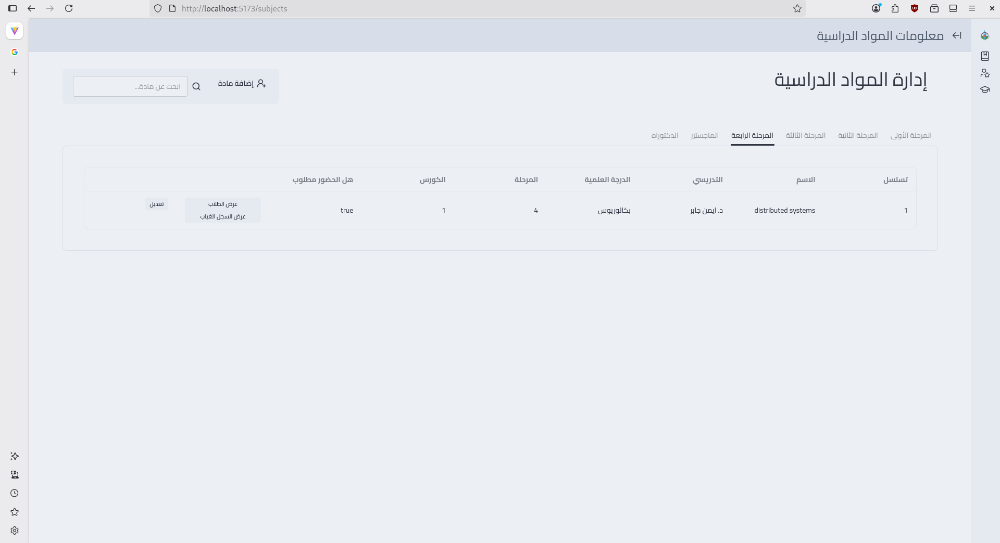 http://localhost:5173/subjects
معلومات المواد الدراسية
إدارة المواد الدراسية
إضافة مادة
ابحث عن مادة...
المرحلة الأولى
المرحلة الثانية
المرحلة الثالثة
المرحلة الرابعة
الماجستير
الدكتوراه
تسلسل الاسم التدريسي الدرجة العلمية المرحلة الكورس هل الحضور مطلوب
1 distributed systems د. ايمن جابر بكالوريوس 4 1 true
عرض الطلاب
عرض السجل الغياب
تعديل